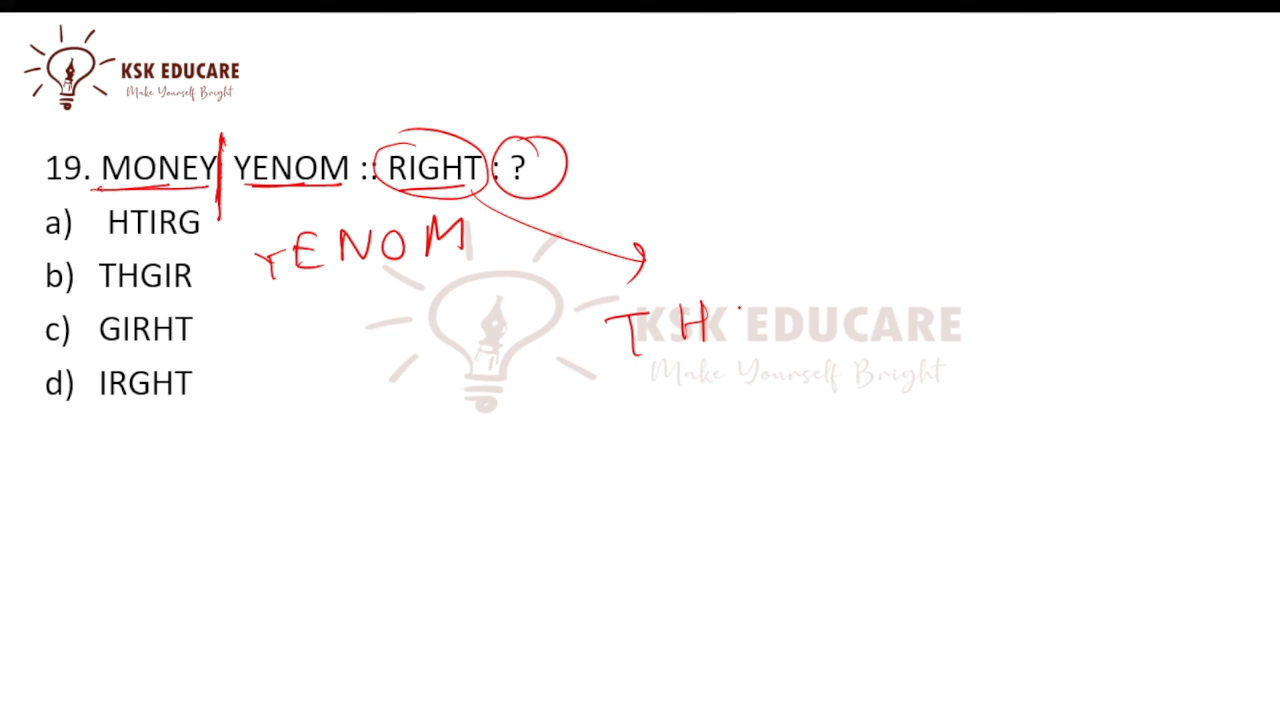 KSK EDUCARE
Make Yourself Bright
19. MONEY YENOM :: RIGHT : ?
a) HTIRG
YENOM
b) THGIR
c) GIRHT
T H
KSK EDUCARE
d) IRGHT
Make Yourself Bright